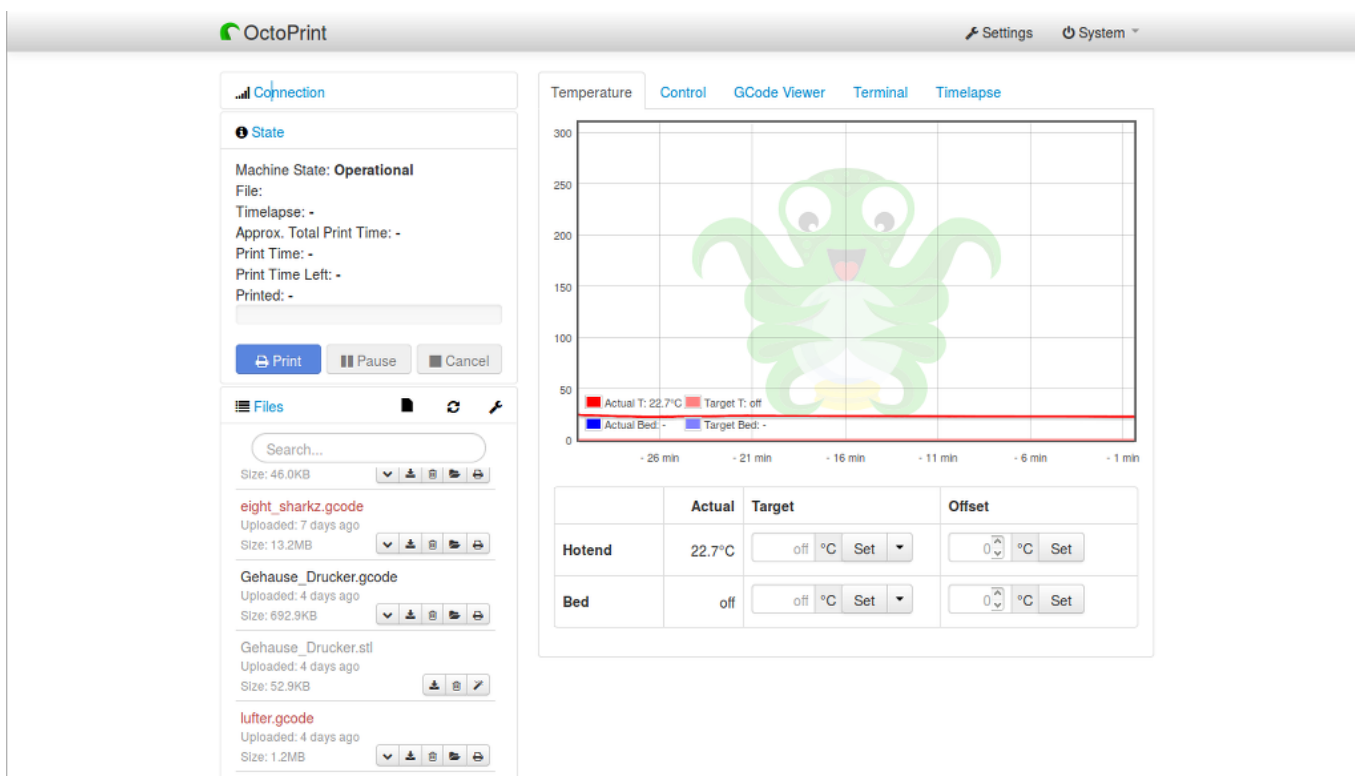 OctoPrint
Settings
System
Connection
State
Machine State: Operational
File:
Timelapse: -
Approx. Total Print Time: -
Print Time: -
Print Time Left: -
Printed: -
Print
Pause
Cancel
Files
Search...
Size: 46.0KB
eight_sharkz.gcode
Uploaded: 7 days ago
Size: 13.2MB
Gehause_Drucker.gcode
Uploaded: 4 days ago
Size: 692.9KB
Gehause_Drucker.stl
Uploaded: 4 days ago
Size: 52.9KB
lufter.gcode
Uploaded: 4 days ago
Size: 1.2MB
Temperature Control GCode Viewer Terminal Timelapse
300
250
200
150
100
50
0
Actual T: 22.7°C Target T: off
Actual Bed: - Target Bed: -
- 26 min - 21 min - 16 min - 11 min - 6 min - 1 min
Actual Target Offset
Hotend 22.7°C off °C Set 0 °C Set
Bed off off °C Set 0 °C Set